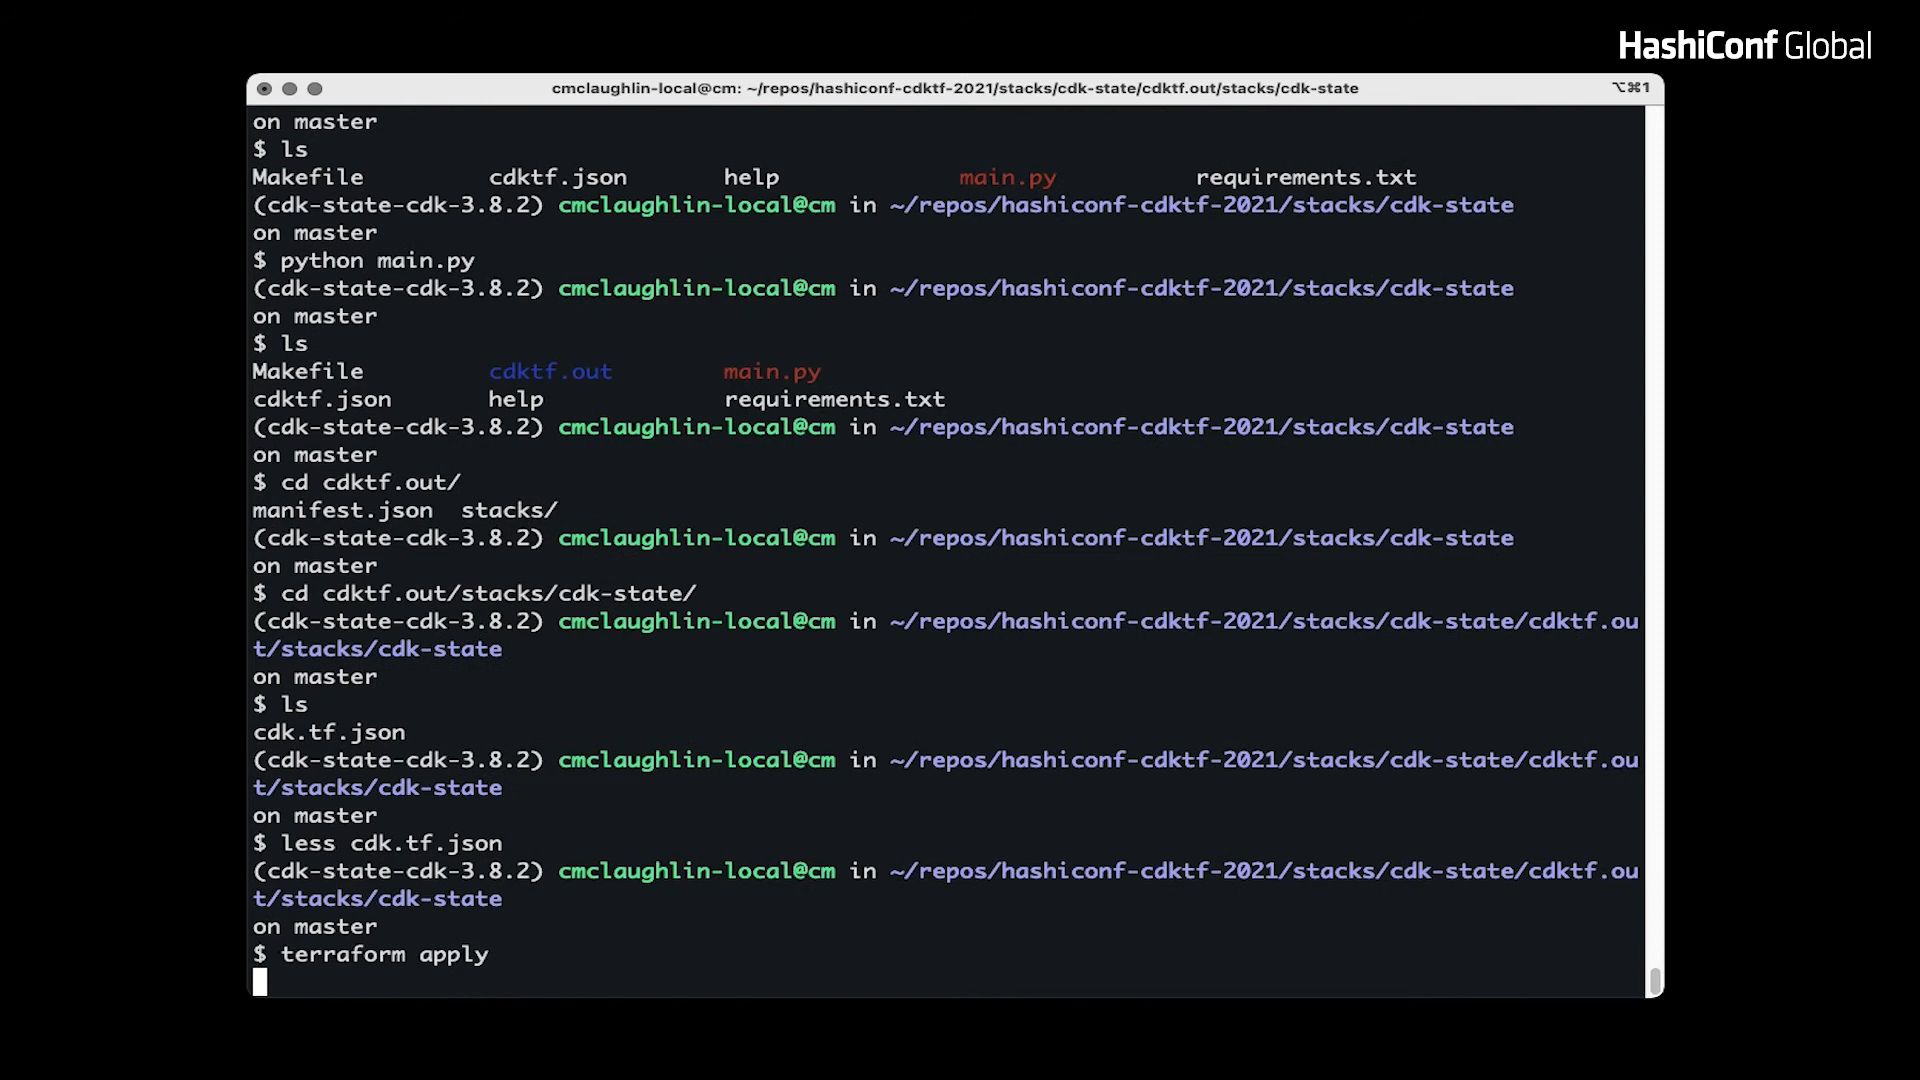 HashiConf Global
cmclaughlin-local@cm: ~/repos/hashiconf-cdktf-2021/stacks/cdk-state/cdktf.out/stacks/cdk-state
⌥⌘1
on master
$ ls
Makefile cdktf.json help main.py requirements.txt
(cdk-state-cdk-3.8.2) cmclaughlin-local@cm in ~/repos/hashiconf-cdktf-2021/stacks/cdk-state
on master
$ python main.py
(cdk-state-cdk-3.8.2) cmclaughlin-local@cm in ~/repos/hashiconf-cdktf-2021/stacks/cdk-state
on master
$ ls
Makefile cdktf.out main.py
cdktf.json help requirements.txt
(cdk-state-cdk-3.8.2) cmclaughlin-local@cm in ~/repos/hashiconf-cdktf-2021/stacks/cdk-state
on master
$ cd cdktf.out/
manifest.json stacks/
(cdk-state-cdk-3.8.2) cmclaughlin-local@cm in ~/repos/hashiconf-cdktf-2021/stacks/cdk-state
on master
$ cd cdktf.out/stacks/cdk-state/
(cdk-state-cdk-3.8.2) cmclaughlin-local@cm in ~/repos/hashiconf-cdktf-2021/stacks/cdk-state/cdktf.ou
t/stacks/cdk-state
on master
$ ls
cdk.tf.json
(cdk-state-cdk-3.8.2) cmclaughlin-local@cm in ~/repos/hashiconf-cdktf-2021/stacks/cdk-state/cdktf.ou
t/stacks/cdk-state
on master
$ less cdk.tf.json
(cdk-state-cdk-3.8.2) cmclaughlin-local@cm in ~/repos/hashiconf-cdktf-2021/stacks/cdk-state/cdktf.ou
t/stacks/cdk-state
on master
$ terraform apply